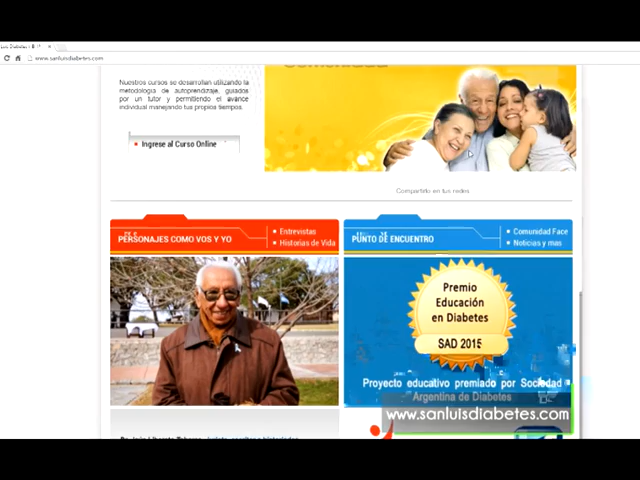 www.sanluisdiabetes.com
Nuestros cursos se desarrollan utilizando la
metodología de autoprendizaje, guiados
por un tutor y permitiendo el avance
individual manejando tus propios tiempos.
Ingrese al Curso Online
Compartilo en tus redes
PERSONAJES COMO VOS Y YO
Entrevistas
Historias de Vida
PUNTO DE ENCUENTRO
Comunidad Face
Noticias y mas
Premio
Educación
en Diabetes
SAD 2015
Proyecto educativo premiado por Sociedad
Argentina de Diabetes
www.sanluisdiabetes.com